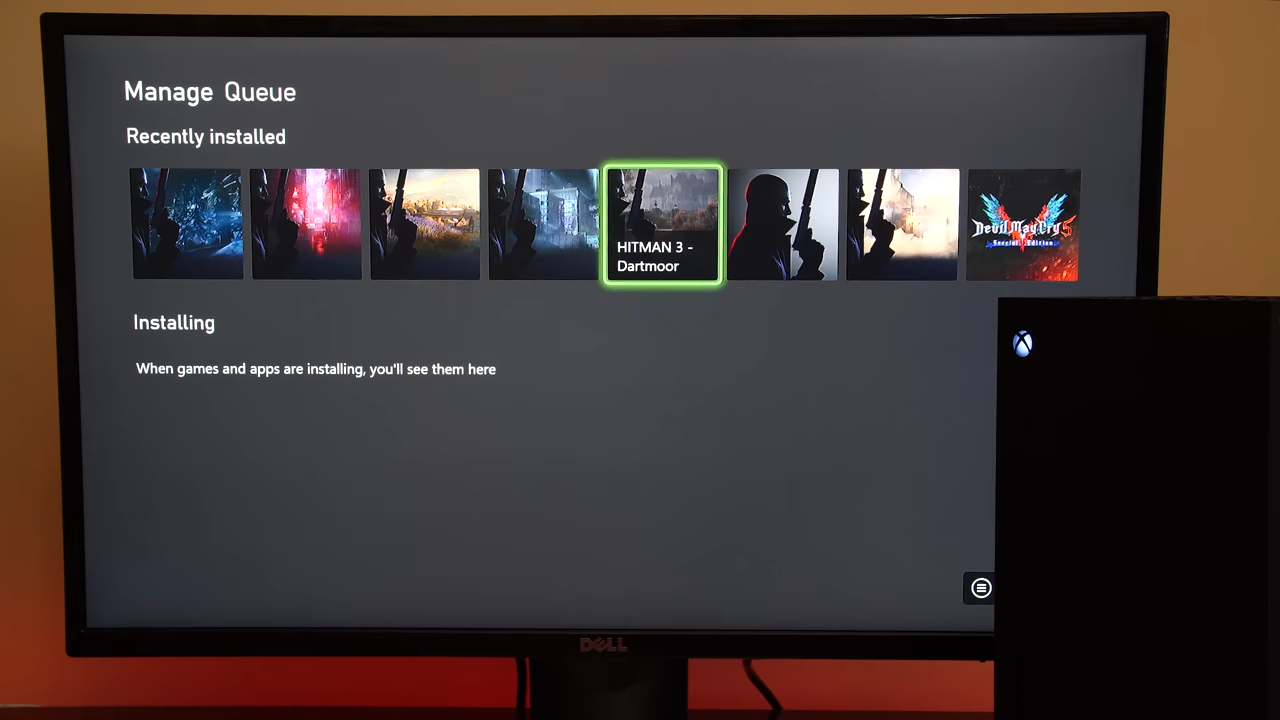 Manage Queue
Recently installed
HITMAN 3 -
Dartmoor
Devil May Cry 5
Special Edition
Installing
When games and apps are installing, you'll see them here
DELL